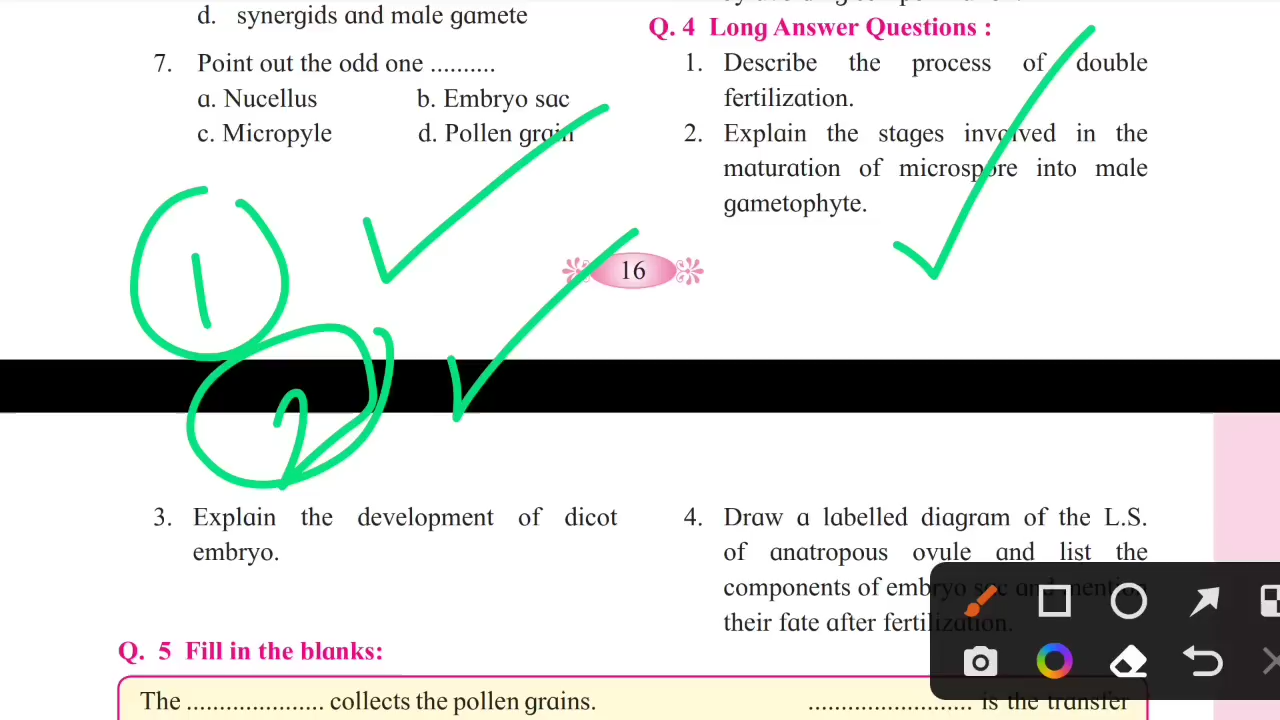 d. synergids and male gamete
7. Point out the odd one ..........
a. Nucellus b. Embryo sac
c. Micropyle d. Pollen grain
Q. 4 Long Answer Questions :
1. Describe the process of double
fertilization.
2. Explain the stages involved in the
maturation of microspore into male
gametophyte.
16
1
2
3. Explain the development of dicot
embryo.
4. Draw a labelled diagram of the L.S.
of anatropous ovule and list the
components of embryo sac and mention
their fate after fertilization.
Q. 5 Fill in the blanks:
The .................... collects the pollen grains.
........................ is the transfer